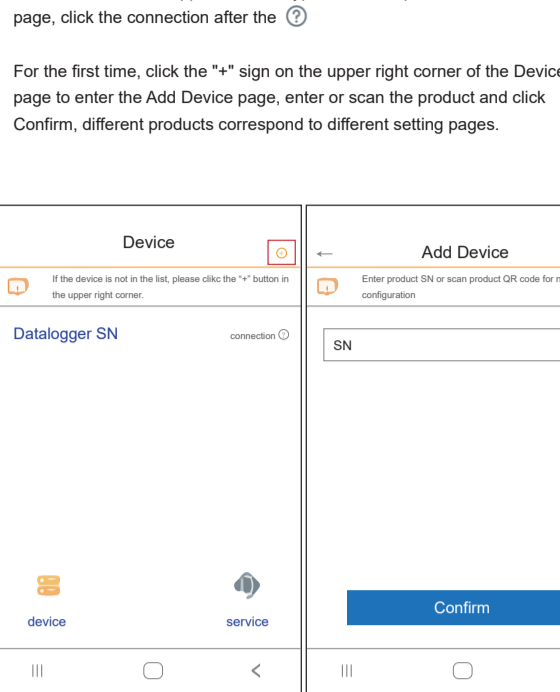 page, click the connection after the
For the first time, click the "+" sign on the upper right corner of the Device
page to enter the Add Device page, enter or scan the product and click
Confirm, different products correspond to different setting pages.
Device
If the device is not in the list, please clikc the "+" button in
the upper right corner.
Datalogger SN
connection
device
service
Add Device
Enter product SN or scan product QR code for
configuration
SN
Confirm